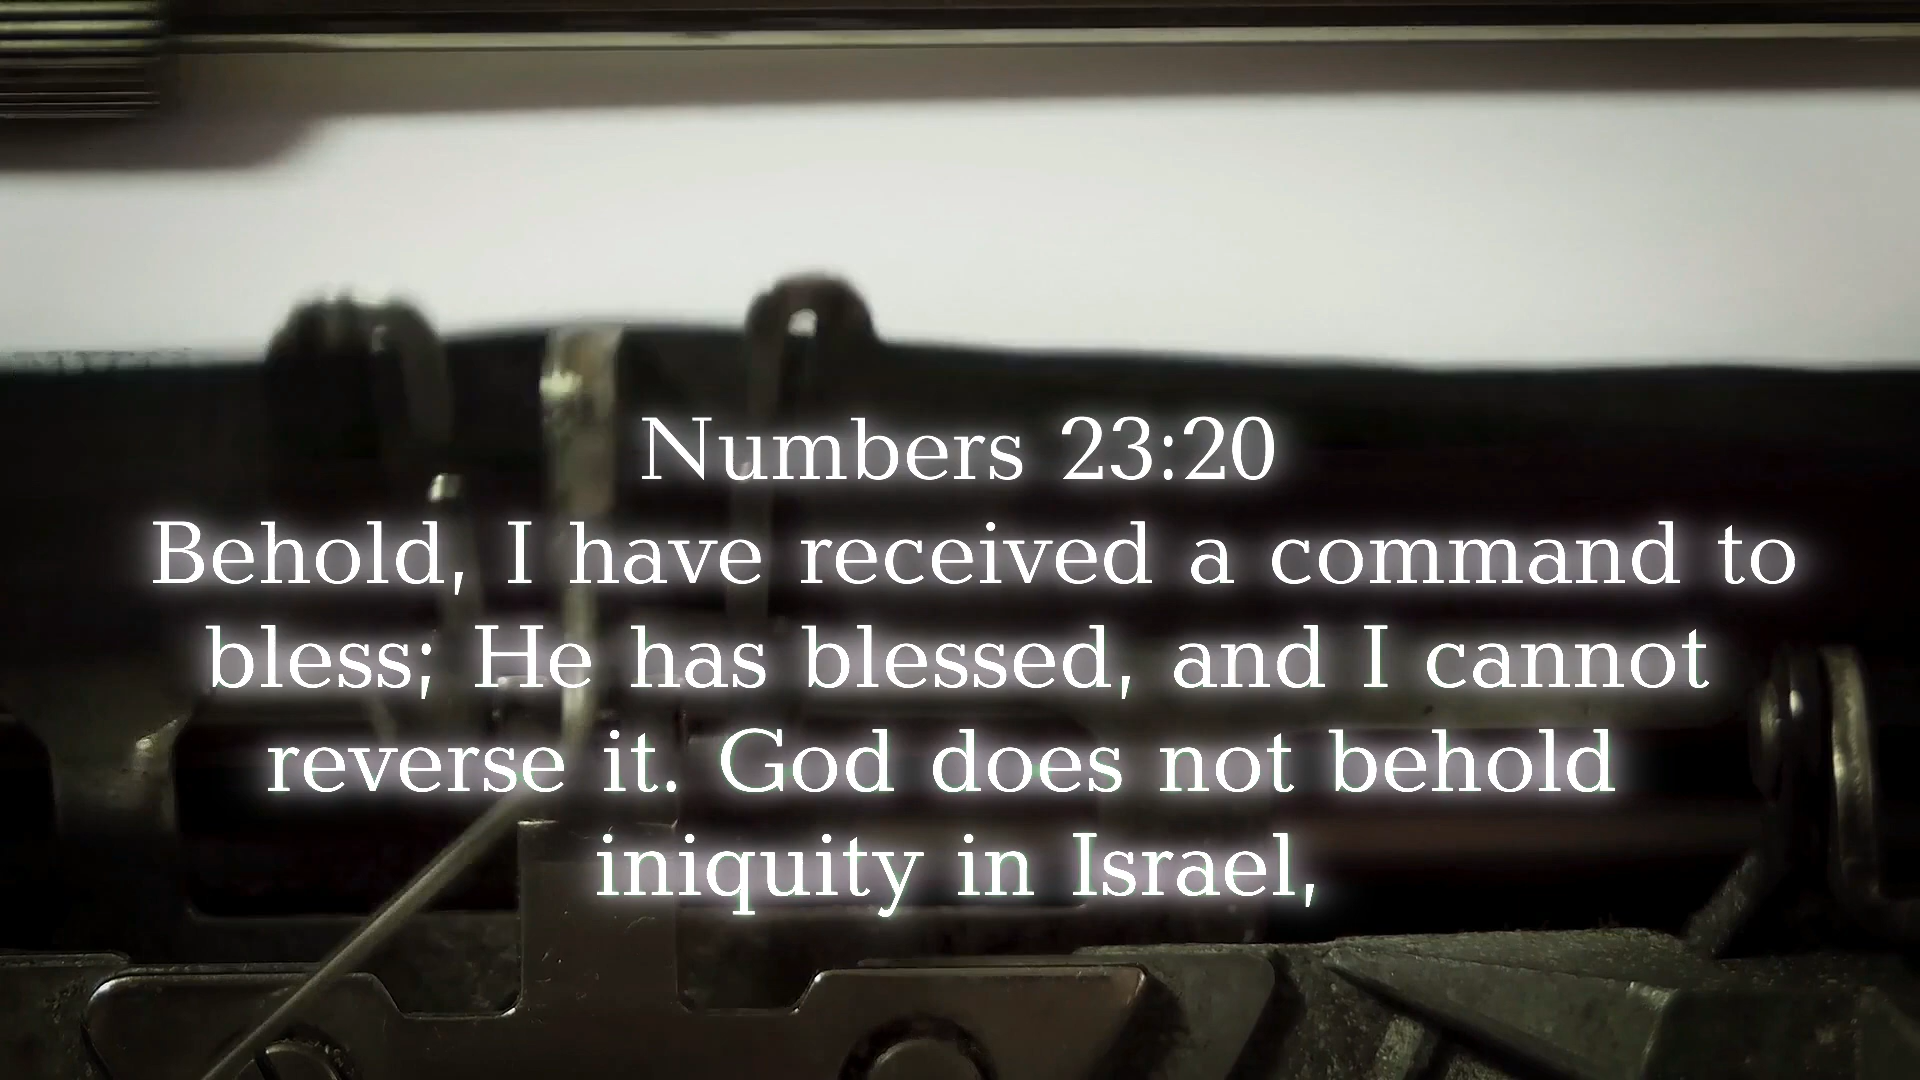 Numbers 23:20
Behold, I have received a command to
bless; He has blessed, and I cannot
reverse it. God does not behold
iniquity in Israel,